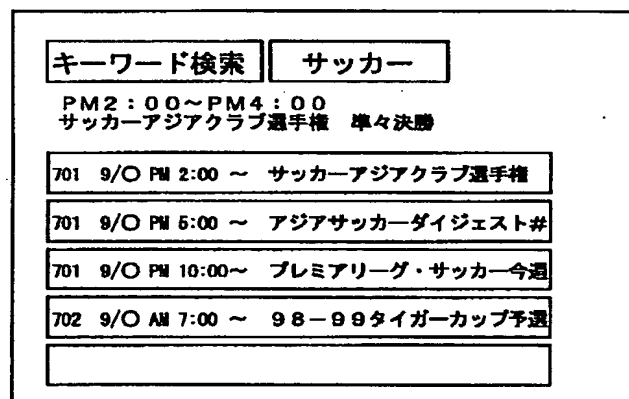 キーワード検索 サッカー
PM2：00～PM4：00
サッカーアジアクラブ選手権 準々決勝
701 9/〇 PM 2:00 ～ サッカーアジアクラブ選手権
701 9/〇 PM 5:00 ～ アジアサッカーダイジェスト#
701 9/〇 PM 10:00～ プレミアリーグ・サッカー今週
702 9/〇 AM 7:00 ～ 98－99タイガーカップ予選